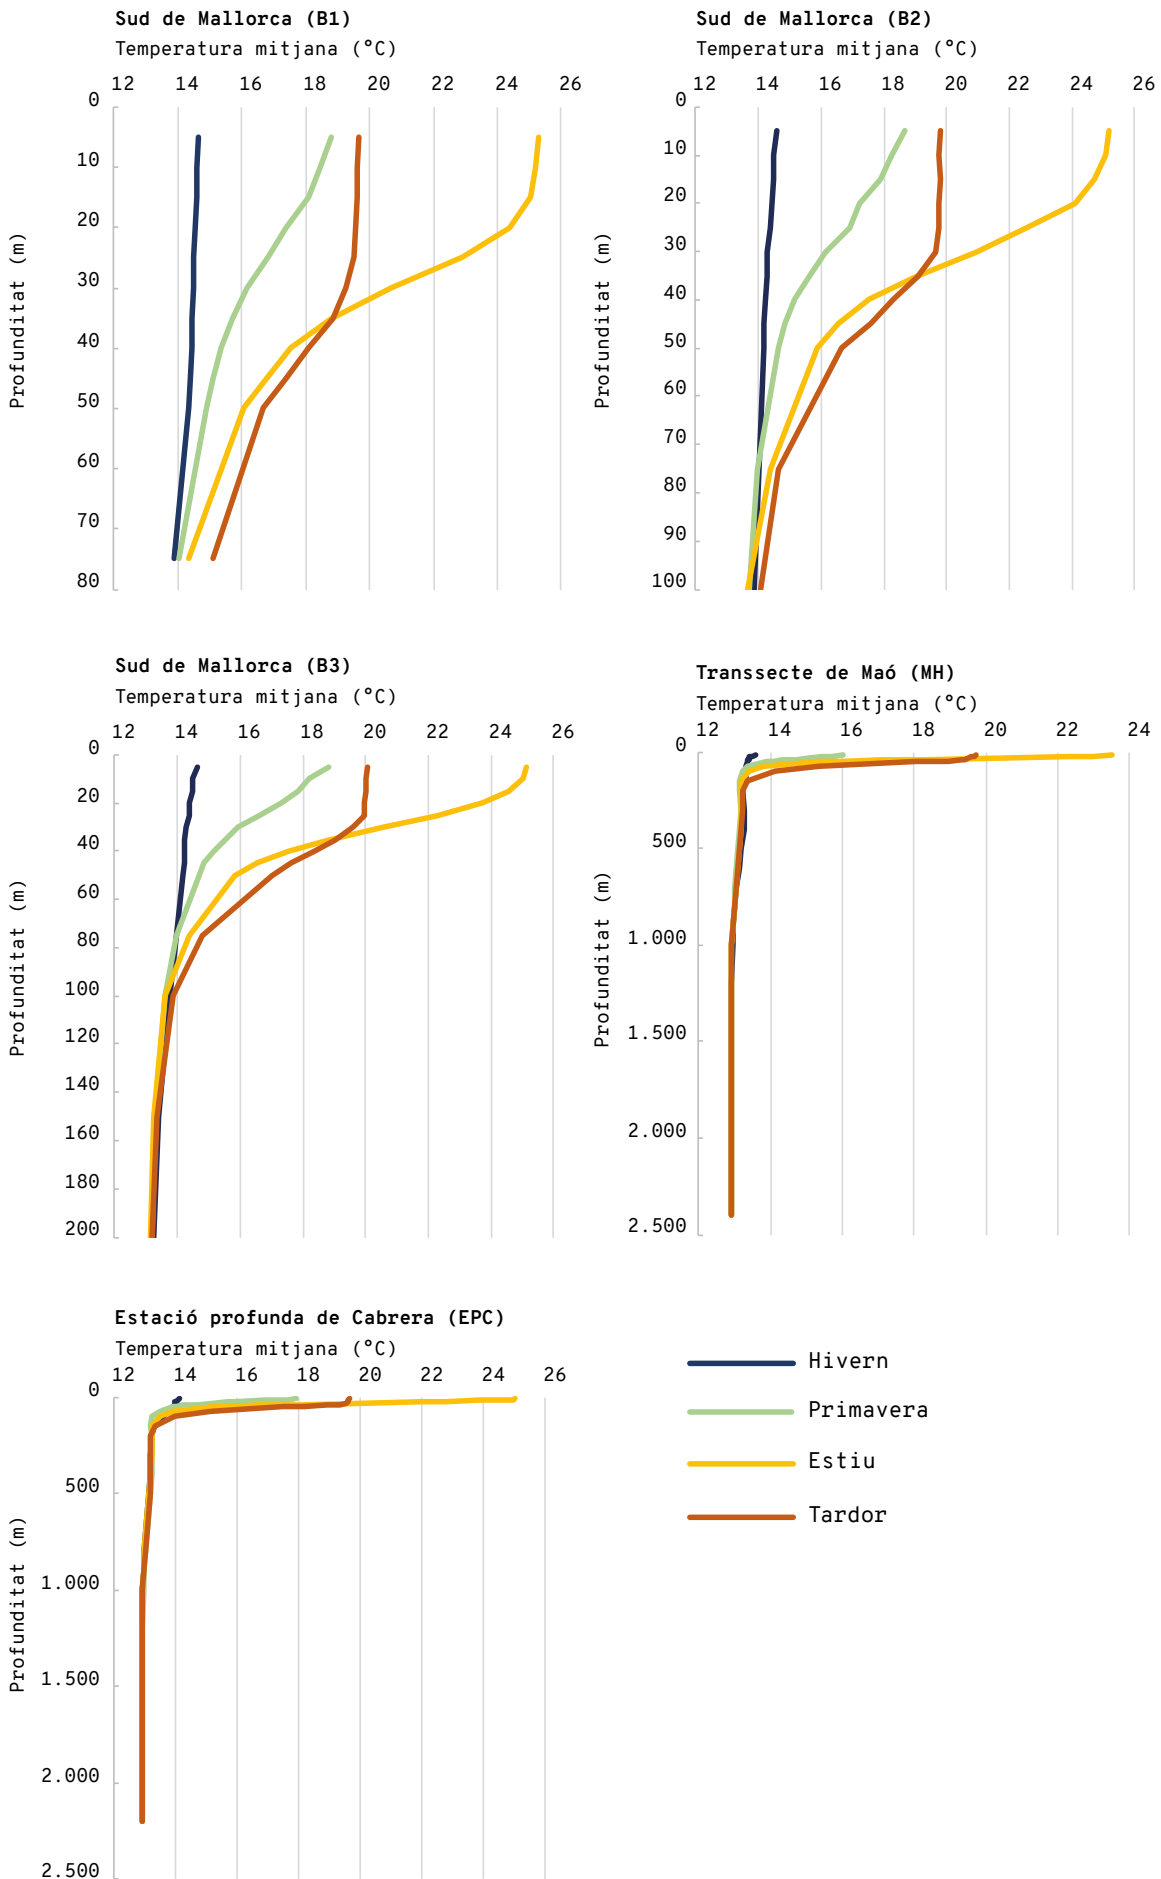 Sud de Mallorca (B1)
Temperatura mitjana (°C)
12 14 16 18 20 22 24 26
0
10
20
30
40
50
60
70
80
Profunditat (m)
Sud de Mallorca (B2)
Temperatura mitjana (°C)
12 14 16 18 20 22 24 26
0
10
20
30
40
50
60
70
80
90
100
Profunditat (m)
Sud de Mallorca (B3)
Temperatura mitjana (°C)
12 14 16 18 20 22 24 26
0
20
40
60
80
100
120
140
160
180
200
Profunditat (m)
Transsecte de Maó (MH)
Temperatura mitjana (°C)
12 14 16 18 20 22 24
0
500
1.000
1.500
2.000
2.500
Profunditat (m)
Estació profunda de Cabrera (EPC)
Temperatura mitjana (°C)
12 14 16 18 20 22 24 26
0
500
1.000
1.500
2.000
2.500
Profunditat (m)
Hivern
Primavera
Estiu
Tardor